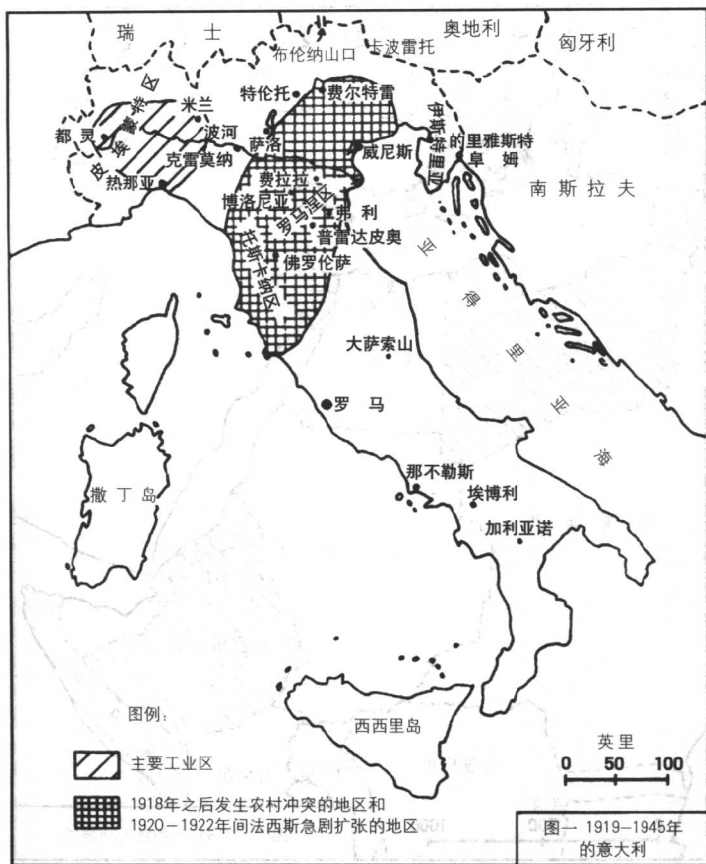 瑞士
奥地利
匈牙利
布伦纳山口
卡波雷托
特伦托
费尔特雷
米兰
都灵
皮埃蒙特区
波河
萨洛
克雷莫纳
威尼斯
伊斯特里亚
的里雅斯特
阜姆
热那亚
费拉拉
博洛尼亚
罗马涅区
弗利
普雷达皮奥
托斯卡纳区
佛罗伦萨
南斯拉夫
亚得里亚海
大萨索山
罗马
那不勒斯
埃博利
加利亚诺
撒丁岛
西西里岛
图例：
主要工业区
1918年之后发生农村冲突的地区和
1920－1922年间法西斯急剧扩张的地区
英里
0 50 100
图一 1919—1945年
的意大利